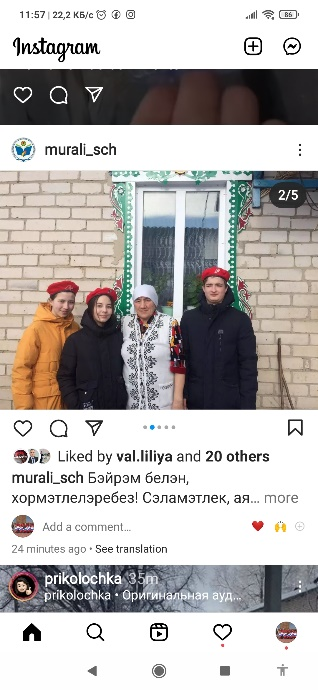 11:57 | 22,2 КБ/с
86
Instagram
murali_sch
2/5
Liked by val.liliya and 20 others
murali_sch Бэйрэм белэн,
хормэтлелэребез! Сэламэтлек, ая... more
Add a comment...
24 minutes ago • See translation
prikolochka 35m
prikolochka • Оригинальная ауд...